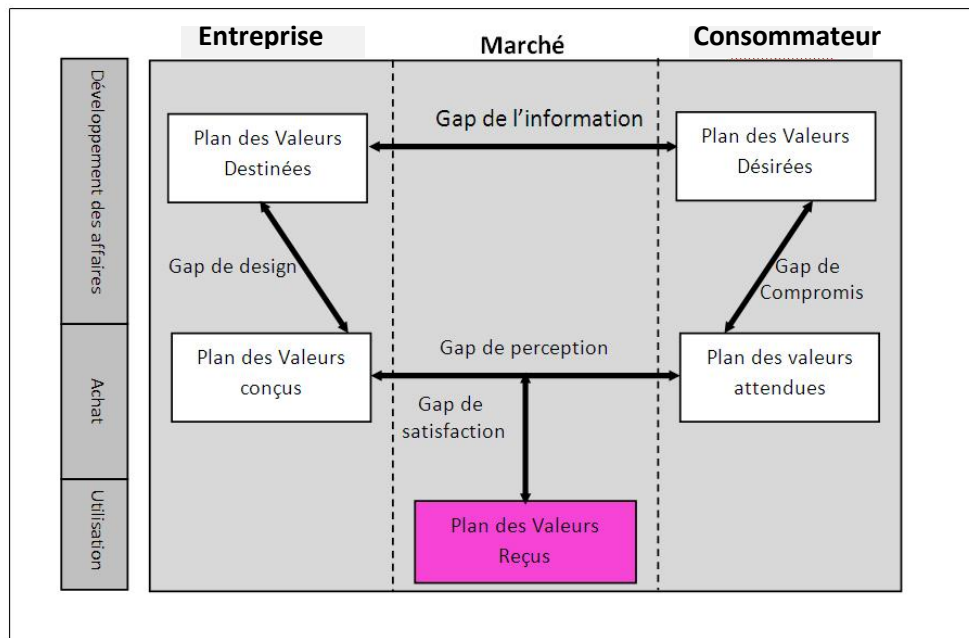 Entreprise
Marché
Consommateur
Développement des affaires
Achat
Utilisation
Plan des Valeurs
Destinées
Gap de l'information
Plan des Valeurs
Désirées
Gap de design
Gap de
Compromis
Plan des Valeurs
conçus
Gap de perception
Plan des valeurs
attendues
Gap de
satisfaction
Plan des Valeurs
Reçus